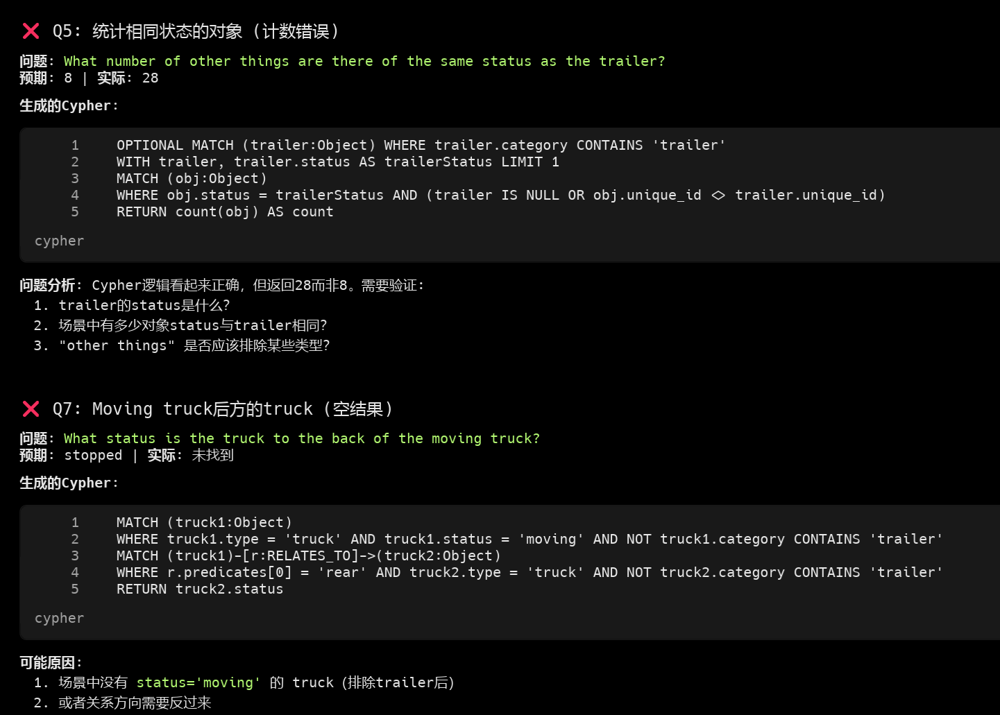 ❌ Q5: 统计相同状态的对象 (计数错误)
问题: What number of other things are there of the same status as the trailer?
预期: 8 | 实际: 28
生成的Cypher:
1 OPTIONAL MATCH (trailer:Object) WHERE trailer.category CONTAINS 'trailer'
2 WITH trailer, trailer.status AS trailerStatus LIMIT 1
3 MATCH (obj:Object)
4 WHERE obj.status = trailerStatus AND (trailer IS NULL OR obj.unique_id <> trailer.unique_id)
5 RETURN count(obj) AS count
cypher
问题分析: Cypher逻辑看起来正确，但返回28而非8。需要验证:
1. trailer的status是什么？
2. 场景中有多少对象status与trailer相同？
3. "other things" 是否应该排除某些类型？
❌ Q7: Moving truck后方的truck (空结果)
问题: What status is the truck to the back of the moving truck?
预期: stopped | 实际: 未找到
生成的Cypher:
1 MATCH (truck1:Object)
2 WHERE truck1.type = 'truck' AND truck1.status = 'moving' AND NOT truck1.category CONTAINS 'trailer'
3 MATCH (truck1)-[r:RELATES_TO]->(truck2:Object)
4 WHERE r.predicates[0] = 'rear' AND truck2.type = 'truck' AND NOT truck2.category CONTAINS 'trailer'
5 RETURN truck2.status
cypher
可能原因:
1. 场景中没有 status='moving' 的 truck（排除trailer后）
2. 或者关系方向需要反过来